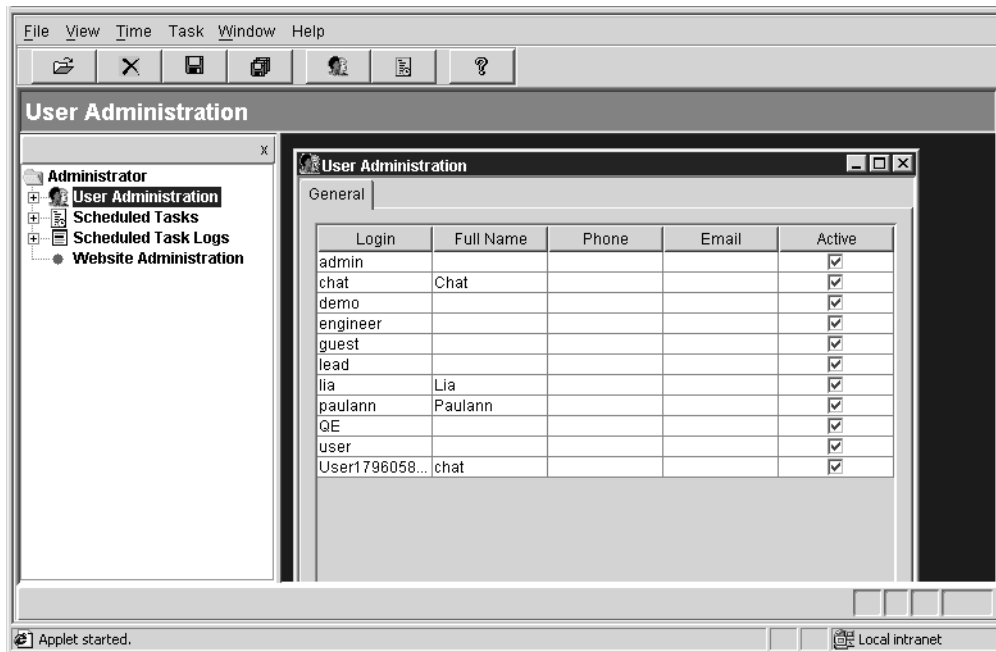 File View Time Task Window Help
User Administration
x
Administrator
User Administration
Scheduled Tasks
Scheduled Task Logs
Website Administration
User Administration
General
Login Full Name Phone Email Active
admin
chat Chat
demo
engineer
guest
lead
lia Lia
paulann Paulann
QE
user
User1796058... chat
Applet started. Local intranet